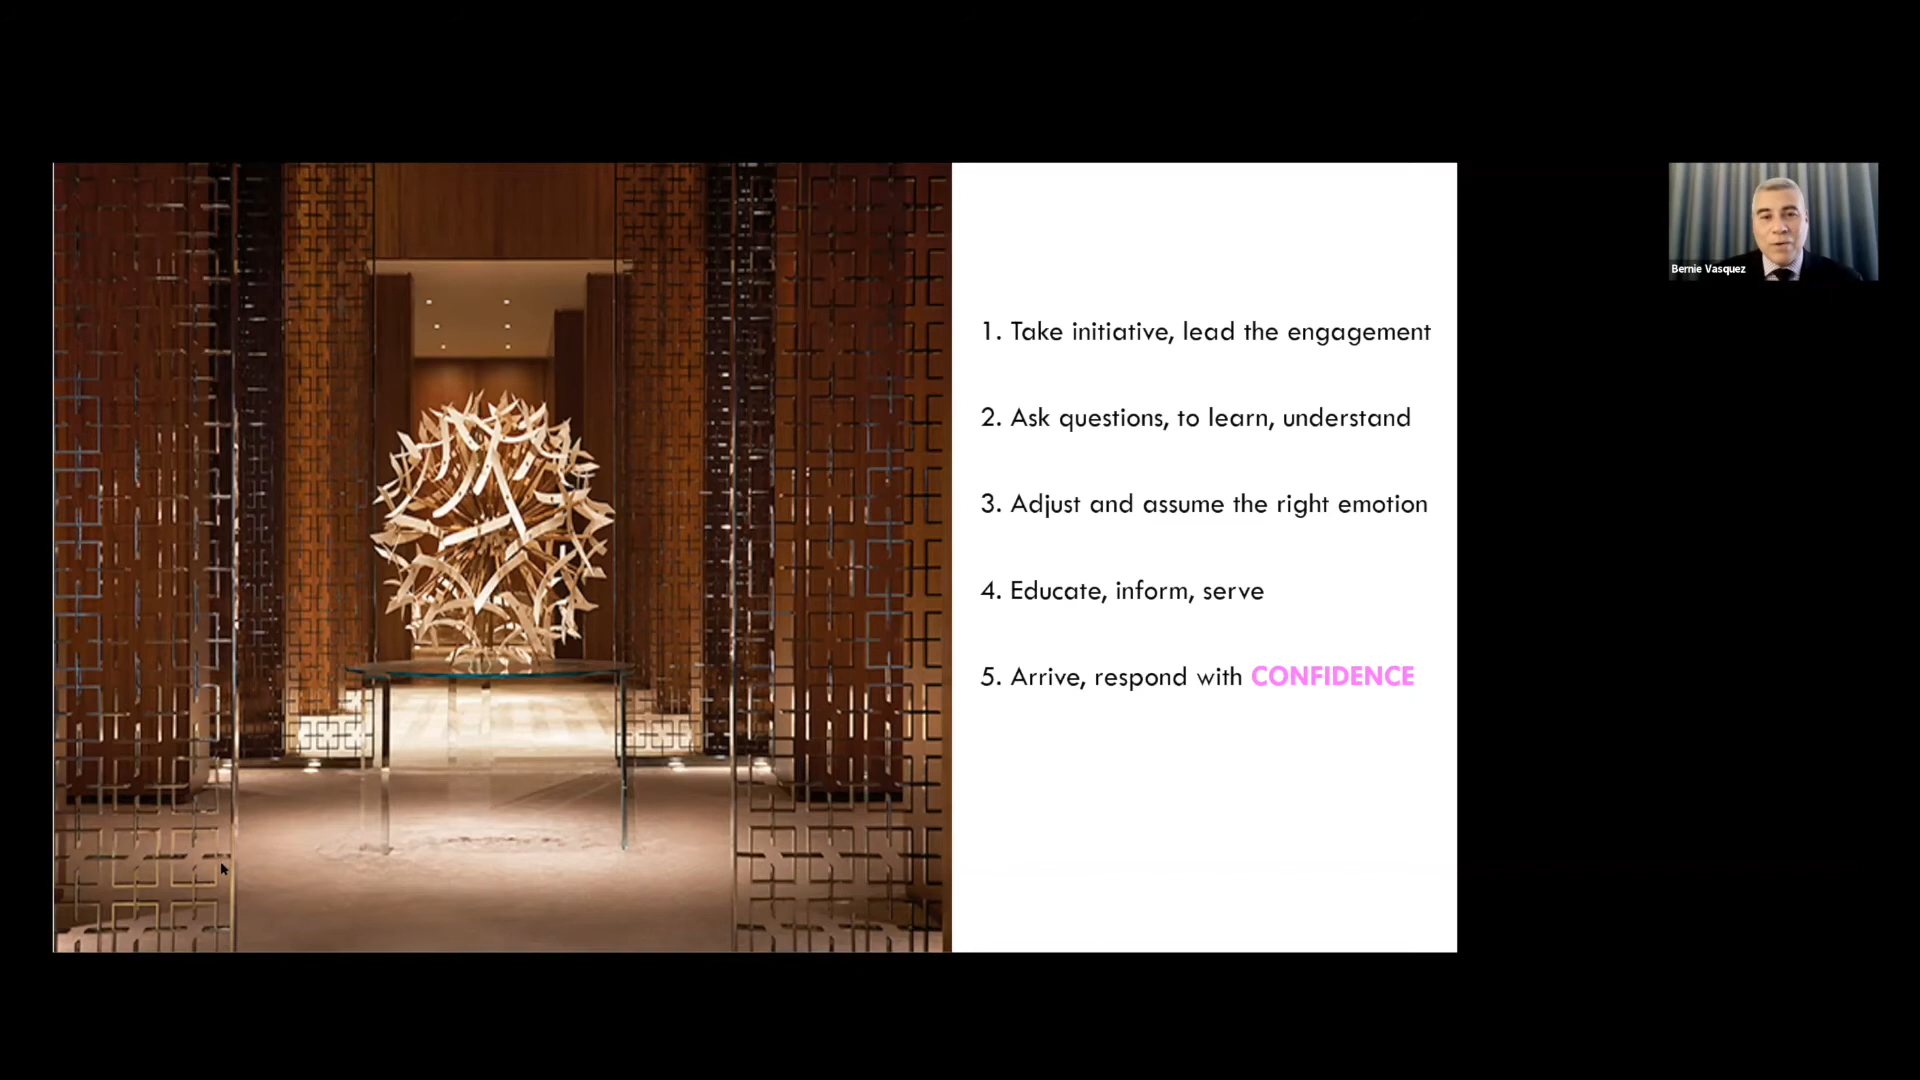 1. Take initiative, lead the engagement
2. Ask questions, to learn, understand
3. Adjust and assume the right emotion
4. Educate, inform, serve
5. Arrive, respond with CONFIDENCE
Bernie Vasquez